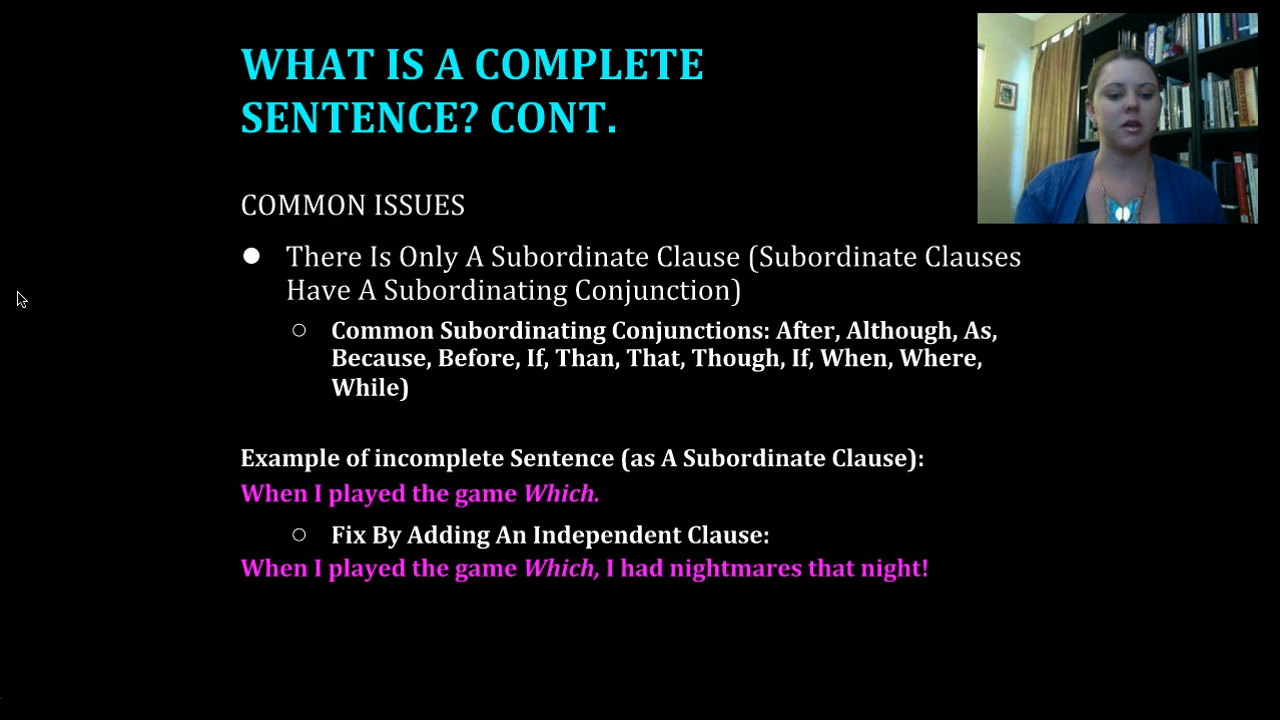 WHAT IS A COMPLETE
SENTENCE? CONT.
COMMON ISSUES
● There Is Only A Subordinate Clause (Subordinate Clauses
Have A Subordinating Conjunction)
○ Common Subordinating Conjunctions: After, Although, As,
Because, Before, If, Than, That, Though, If, When, Where,
While)
Example of incomplete Sentence (as A Subordinate Clause):
When I played the game Which.
○ Fix By Adding An Independent Clause:
When I played the game Which, I had nightmares that night!